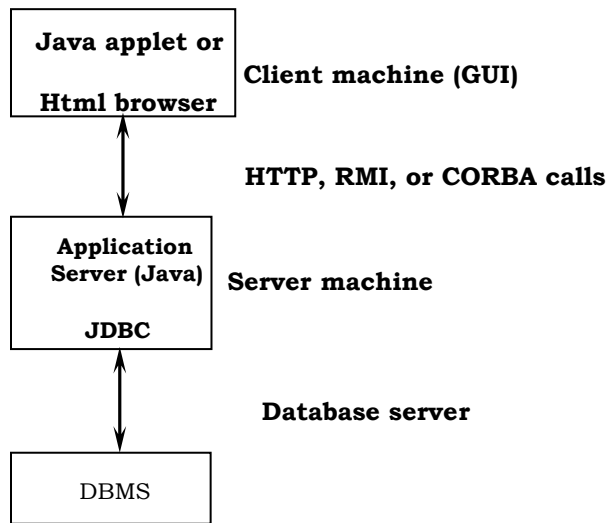 Java applet or
Html browser
Client machine (GUI)
HTTP, RMI, or CORBA calls
Application
Server (Java)
JDBC
Server machine
Database server
DBMS